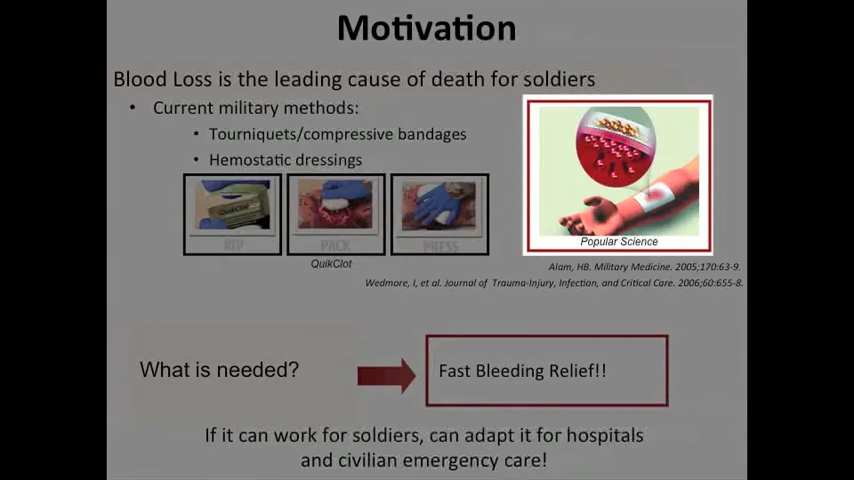 Motivation
Blood Loss is the leading cause of death for soldiers
• Current military methods:
• Tourniquets/compressive bandages
• Hemostatic dressings
QuikClot
RIP
PACK
PRESS
QuikClot
Popular Science
Alam, HB. Military Medicine. 2005;170:63-9.
Wedmore, I, et al. Journal of Trauma-Injury, Infection, and Critical Care. 2006;60:655-8.
What is needed?
Fast Bleeding Relief!!
If it can work for soldiers, can adapt it for hospitals
and civilian emergency care!